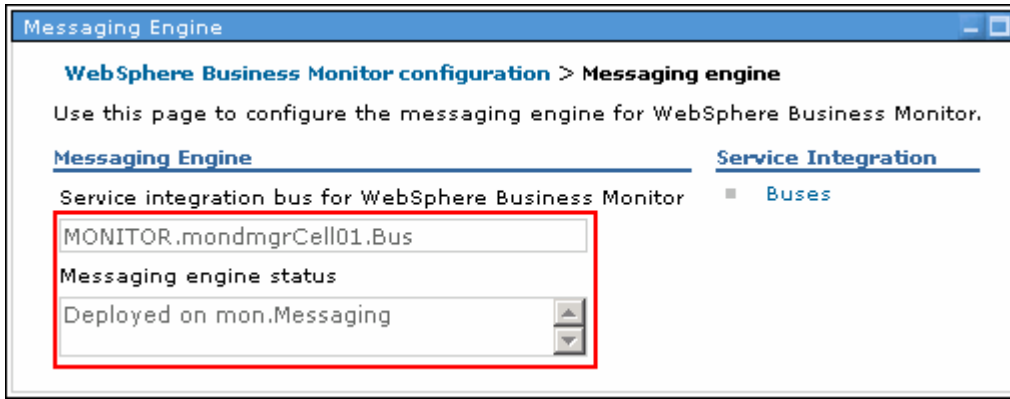 Messaging Engine
WebSphere Business Monitor configuration > Messaging engine
Use this page to configure the messaging engine for WebSphere Business Monitor.
Messaging Engine
Service integration bus for WebSphere Business Monitor
MONITOR.mondmgrCell01.Bus
Messaging engine status
Deployed on mon.Messaging
Service Integration
Buses